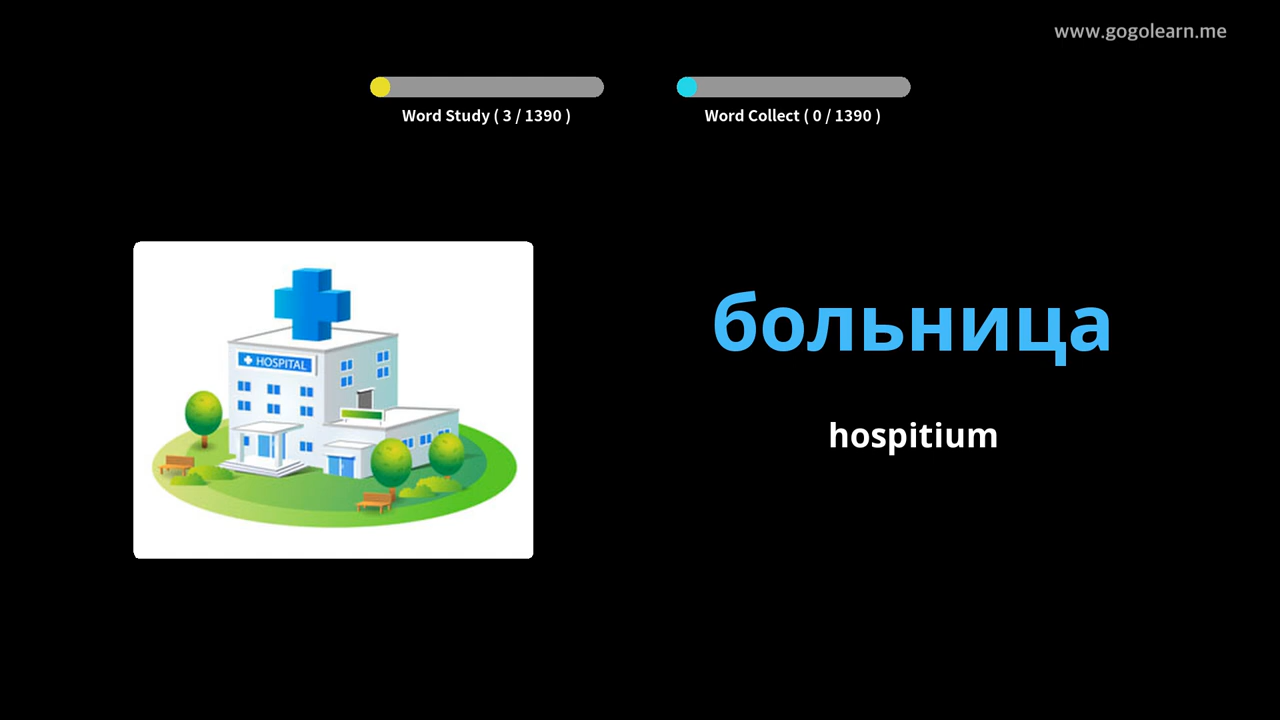 www.gogolearn.me
Word Study ( 3 / 1390 )
Word Collect ( 0 / 1390 )
HOSPITAL
больница
hospitium